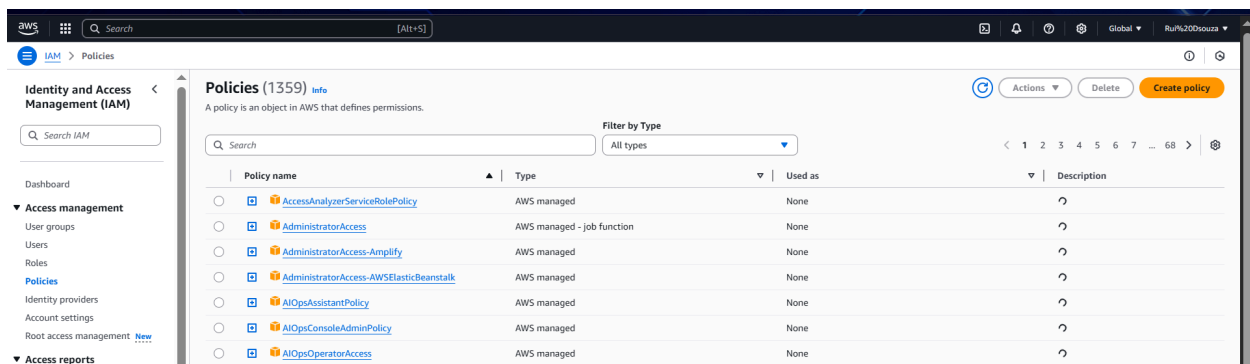 aws Search [Alt+S] Global Rui%20Dsouza
IAM > Policies
Identity and Access Management (IAM)
Search IAM
Dashboard
Access management
User groups
Users
Roles
Policies
Identity providers
Account settings
Root access management New
Access reports
Policies (1359) Info
A policy is an object in AWS that defines permissions.
Actions Delete Create policy
Filter by Type
Search All types 1 2 3 4 5 6 7 ... 68
Policy name Type Used as Description
AccessAnalyzerServiceRolePolicy AWS managed None
AdministratorAccess AWS managed - job function None
AdministratorAccess-Amplify AWS managed None
AdministratorAccess-AWSElasticBeanstalk AWS managed None
AIOpsAssistantPolicy AWS managed None
AIOpsConsoleAdminPolicy AWS managed None
AIOpsOperatorAccess AWS managed None